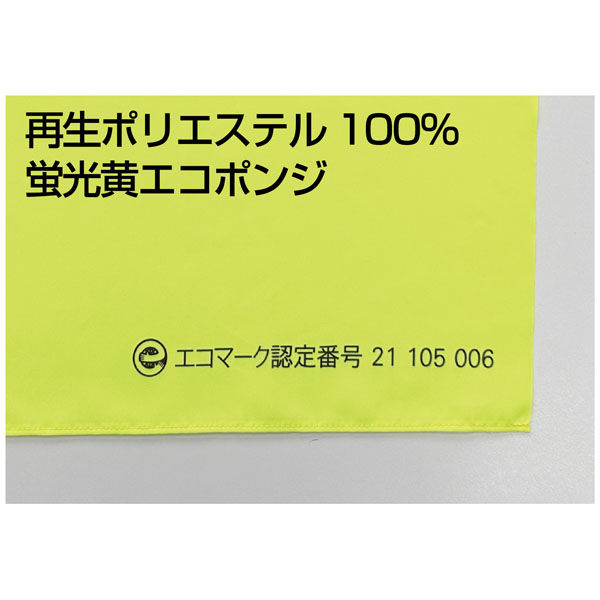 再生ポリエステル 100%
蛍光黄エコポンジ
エコマーク認定番号 21 105 006